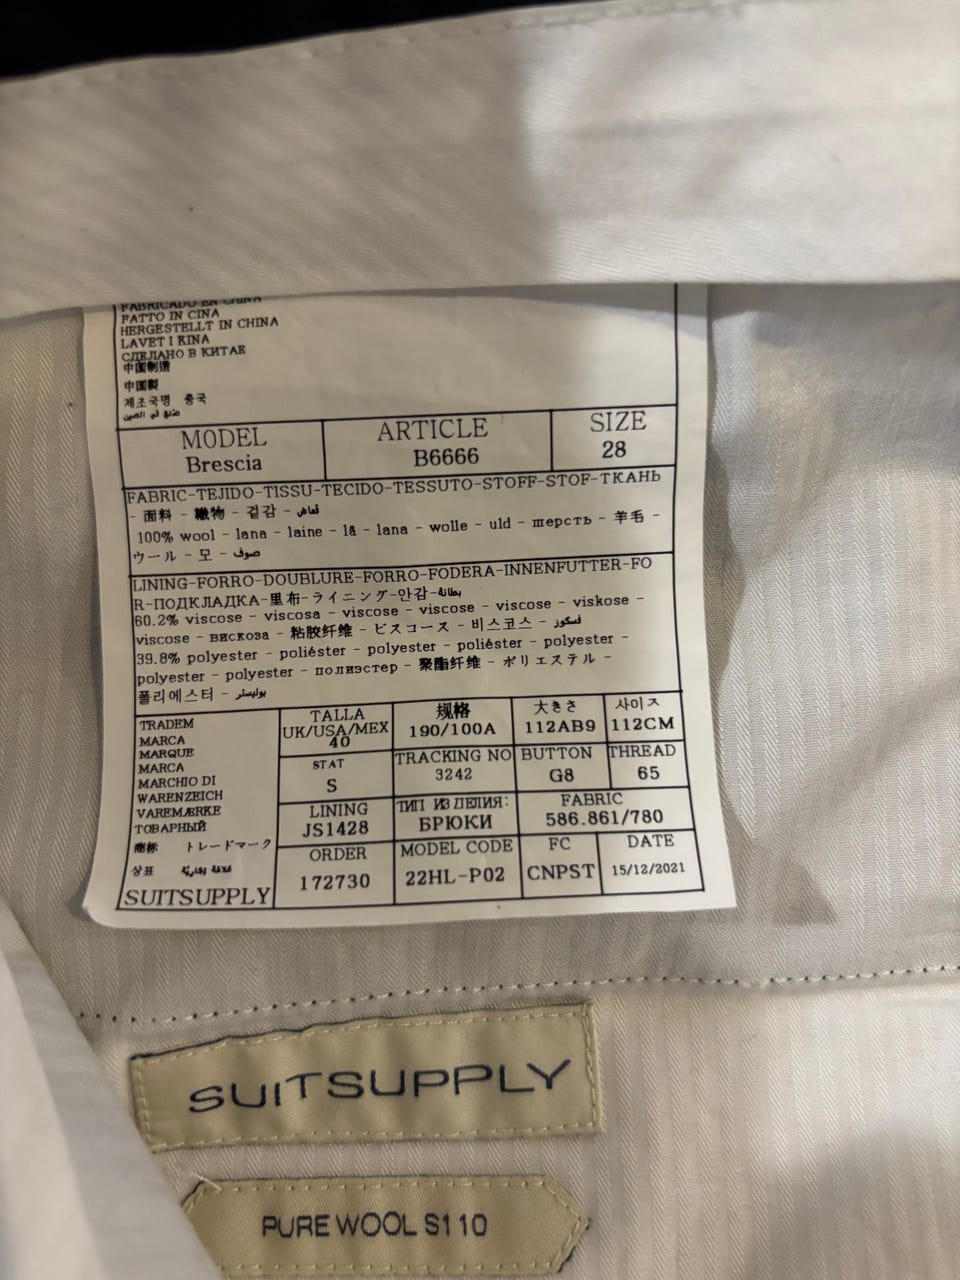 FABRICADO EN CHINA
FATTO IN CINA
HERGESTELLT IN CHINA
LAVET I KINA
СДЕЛАНО В КИТАЕ
中国制造
中国製
제조국명 중국
صنع في الصين
MODEL
Brescia
ARTICLE
B6666
SIZE
28
FABRIC-TEJIDO-TISSU-TECIDO-TESSUTO-STOFF-STOF-ТКАНЬ
- 面料 - 織物 - 겉감 - قماش
100% wool - lana - laine - lã - lana - wolle - uld - шерсть - 羊毛 -
ウール - 모 - صوف
LINING-FORRO-DOUBLURE-FORRO-FODERA-INNENFUTTER-FO
R-ПОДКЛАДКА-里布-ライニング-안감-بطانة
60.2% viscose - viscosa - viscose - viscose - viscose - viskose -
viscose - вискоза - 粘胶纤维 - ビスコース - 비스코스 - فسكوز
39.8% polyester - poliéster - polyester - poliéster - polyester -
polyester - polyester - полиэстер - 聚酯纤维 - ポリエステル -
폴리에스터 - بوليستر
TRADEM
MARCA
MARQUE
MARCA
MARCHIO DI
WARENZEICH
VAREMÆRKE
ТОВАРНЫЙ
商标 トレードマーク
상표 علامة تجارية
SUITSUPPLY
TALLA
UK/USA/MEX
40
规格
190/100A
大きさ
112AB9
사이즈
112CM
STAT
S
TRACKING NO
3242
BUTTON
G8
THREAD
65
LINING
JS1428
ТИП ИЗДЕЛИЯ:
БРЮКИ
FABRIC
586.861/780
ORDER
172730
MODEL CODE
22HL-P02
FC
CNPST
DATE
15/12/2021
SUITSUPPLY
PURE WOOL S110